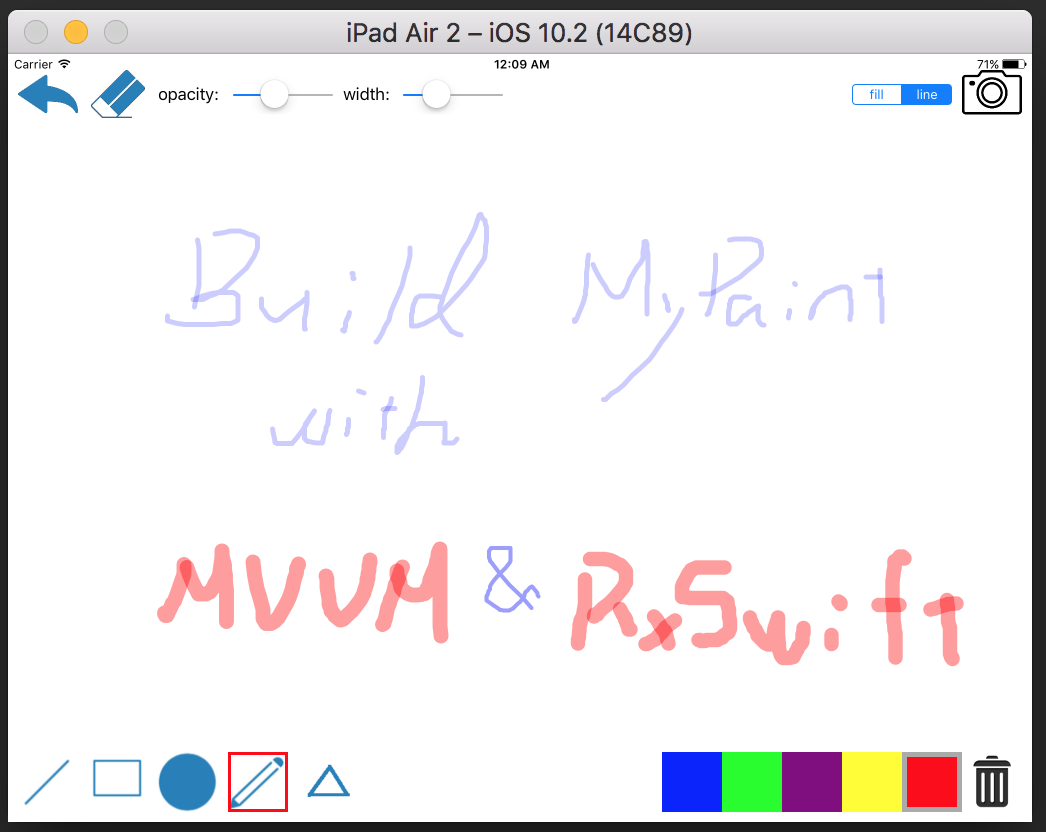 iPad Air 2 – iOS 10.2 (14C89)
Carrier 12:09 AM 71%
opacity: width: fill line
Build MyPaint
with
MVVM & RxSwift